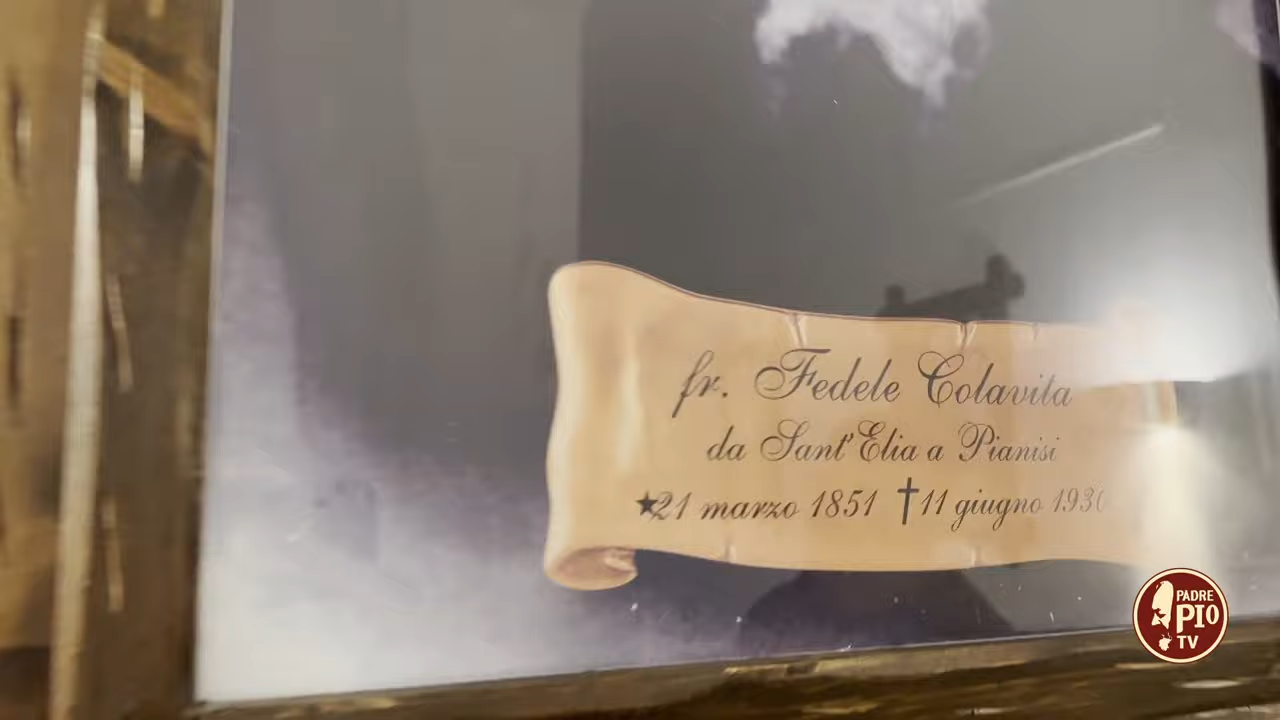 fr. Fedele Colavita
da Sant'Elia a Pianisi
★21 marzo 1851 ✝11 giugno
PADRE
PIO
TV